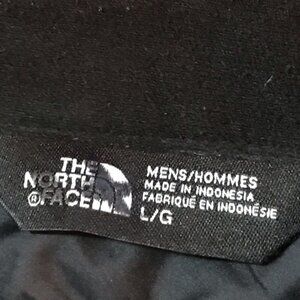 THE
NORTH
®FACE
MENS/HOMMES
MADE IN INDONESIA
FABRIQUÉ EN INDONÉSIE
L/G